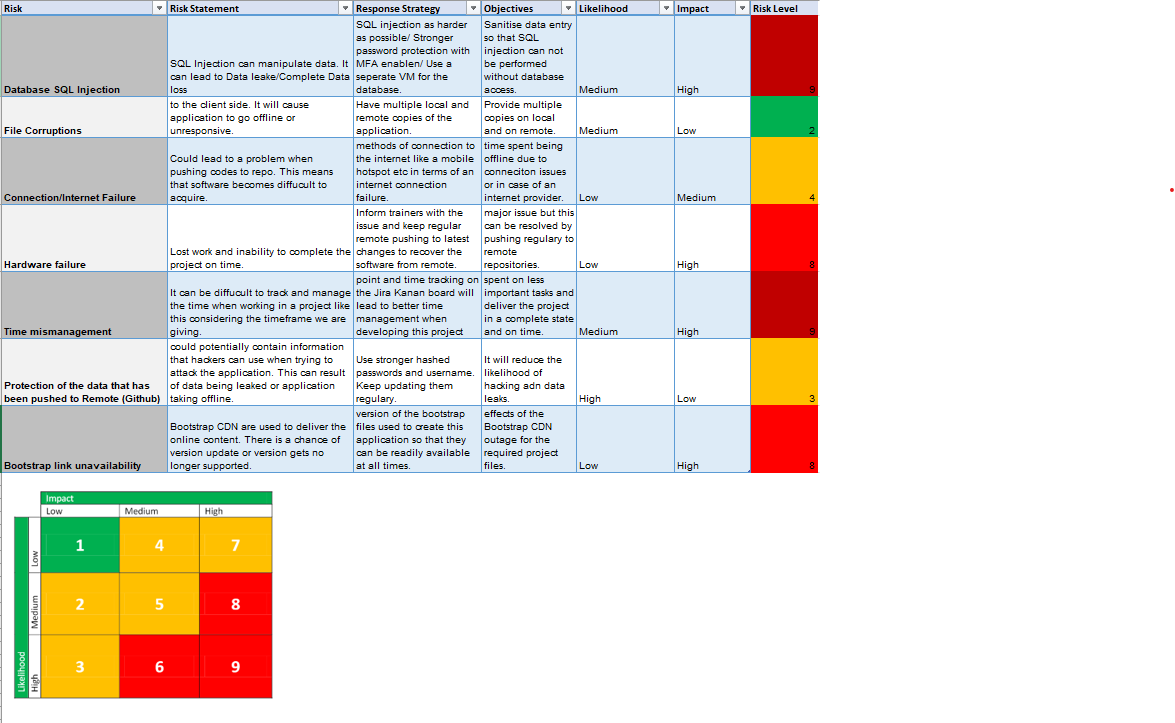 Risk Risk Statement Response Strategy Objectives Likelihood Impact Risk Level
SQL injection as harder
as possible/ Stronger
password protection with
MFA enablen/ Use a
seperate VM for the
database.
Sanitise data entry
so that SQL
injection can not
be performed
without database
access.
SQL Injection can manipulate data. It
can lead to Data leake/Complete Data
loss
Database SQL Injection
Medium
High
9
File Corruptions
to the client side. It will cause
application to go offline or
unresponsive.
Have multiple local and
remote copies of the
application.
Provide multiple
copies on local
and on remote.
Medium
Low
2
Connection/Internet Failure
Could lead to a problem when
pushing codes to repo. This means
that software becomes diffucult to
acquire.
methods of connection to
the internet like a mobile
hotspot etc in terms of an
internet connection
failure.
time spent being
offline due to
conneciton issues
or in case of an
internet provider.
Low
Medium
4
Hardware failure
Lost work and inability to complete the
project on time.
Inform trainers with the
issue and keep regular
remote pushing to latest
changes to recover the
software from remote.
major issue but this
can be resolved by
pushing regulary to
remote
repositories.
Low
High
8
Time mismanagement
It can be diffucult to track and manage
the time when working in a project like
this considering the timeframe we are
giving.
point and time tracking on
the Jira Kanan board will
lead to better time
management when
developing this project
spent on less
important tasks and
deliver the project
in a complete state
and on time.
Medium
High
9
Protection of the data that has
been pushed to Remote (Github)
could potentially contain information
that hackers can use when trying to
attack the application. This can result
of data being leaked or application
taking offline.
Use stronger hashed
passwords and username.
Keep updating them
regulary.
It will reduce the
likelihood of
hacking adn data
leaks.
High
Low
3
Bootstrap link unavailability
Bootstrap CDN are used to deliver the
online content. There is a chance of
version update or version gets no
longer supported.
version of the bootstrap
files used to create this
application so that they
can be readily available
at all times.
effects of the
Bootstrap CDN
outage for the
required project
files.
Low
High
Impact
Low Medium High
Likelihood
Low
1 4 7
Medium
2 5 8
High
3 6 9